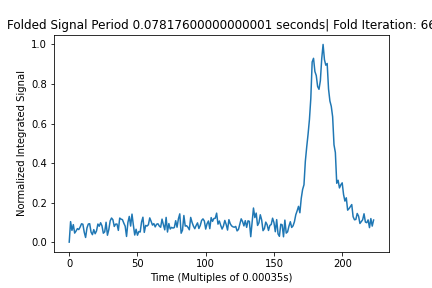 Folded Signal Period 0.07817600000000001 seconds| Fold Iteration: 66
1.0
0.8
0.6
0.4
0.2
0.0
Normalized Integrated Signal
0 50 100 150 200
Time (Multiples of 0.00035s)